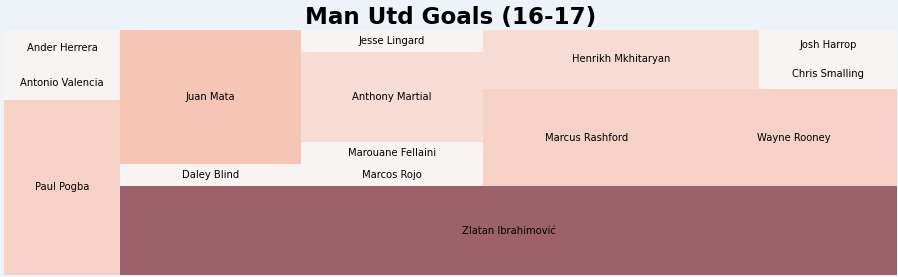 Man Utd Goals (16-17)
Ander Herrera
Antonio Valencia
Paul Pogba
Juan Mata
Daley Blind
Jesse Lingard
Anthony Martial
Marouane Fellaini
Marcos Rojo
Henrikh Mkhitaryan
Josh Harrop
Chris Smalling
Marcus Rashford
Wayne Rooney
Zlatan Ibrahimović